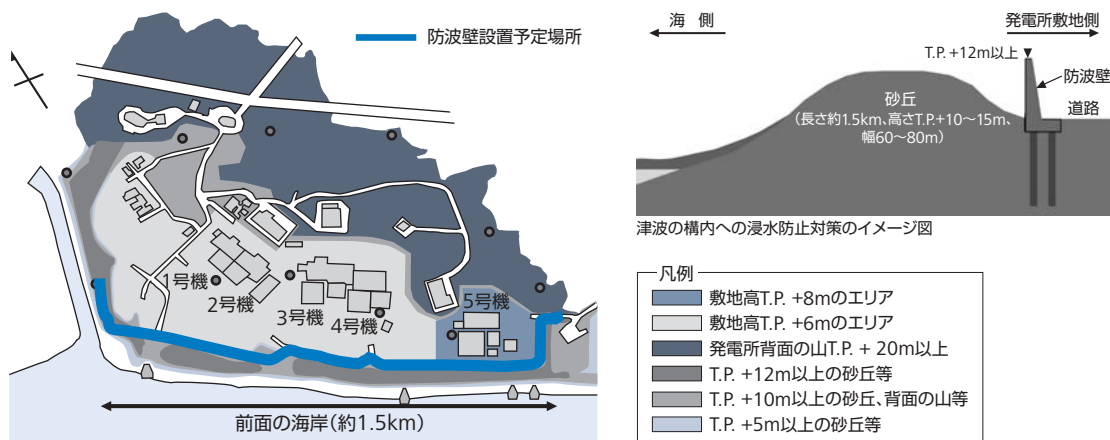 防波壁設置予定場所
1号機
2号機
3号機
4号機
5号機
前面の海岸(約1.5km)
海 側
発電所敷地側
T.P. +12m以上
防波壁
道路
砂丘
(長さ約1.5km、高さT.P.+10〜15m、
幅60〜80m)
津波の構内への浸水防止対策のイメージ図
凡例
敷地高T.P. +8mのエリア
敷地高T.P. +6mのエリア
発電所背面の山T.P. + 20m以上
T.P. +12m以上の砂丘等
T.P. +10m以上の砂丘、背面の山等
T.P. +5m以上の砂丘等